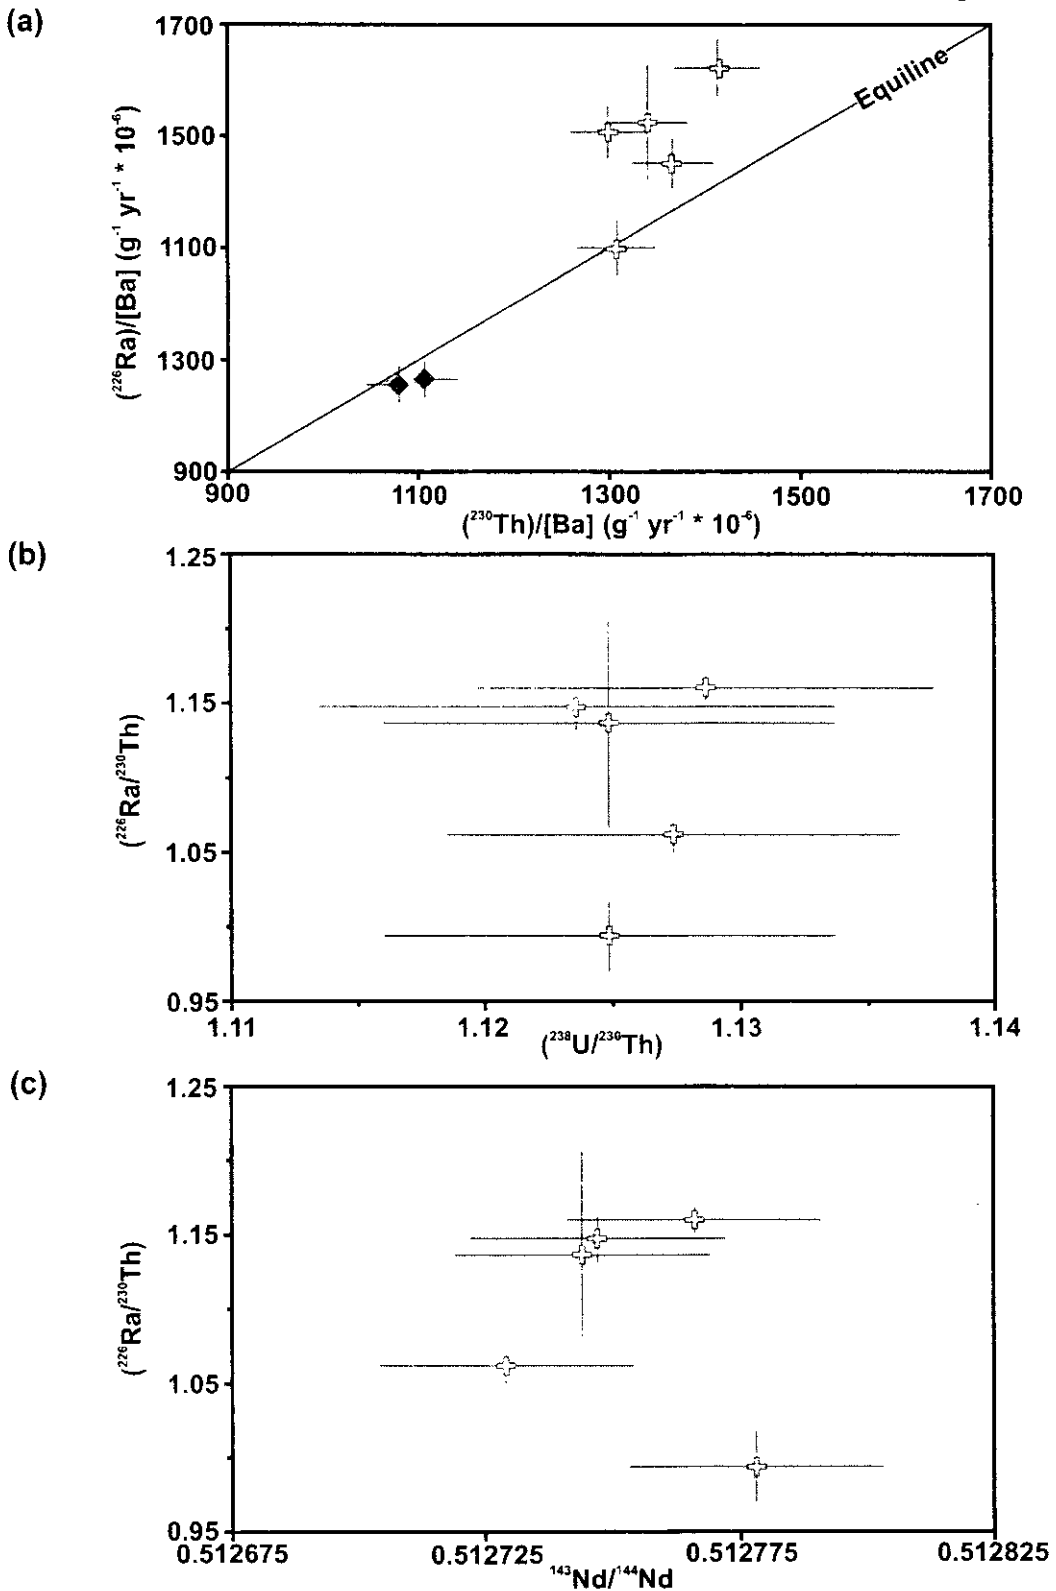 (a)
1700
1500
1100
1300
900
(²²⁶Ra)/[Ba] (g⁻¹ yr⁻¹ * 10⁻⁶)
Equiline
900 1100 1300 1500 1700
(²³⁰Th)/[Ba] (g⁻¹ yr⁻¹ * 10⁻⁶)
(b)
1.25
1.15
1.05
0.95
(²²⁶Ra/²³⁰Th)
1.11 1.12 1.13 1.14
(²³⁸U/²³⁰Th)
(c)
1.25
1.15
1.05
0.95
(²²⁶Ra/²³⁰Th)
0.512675 0.512725 0.512775 0.512825
¹⁴³Nd/¹⁴⁴Nd